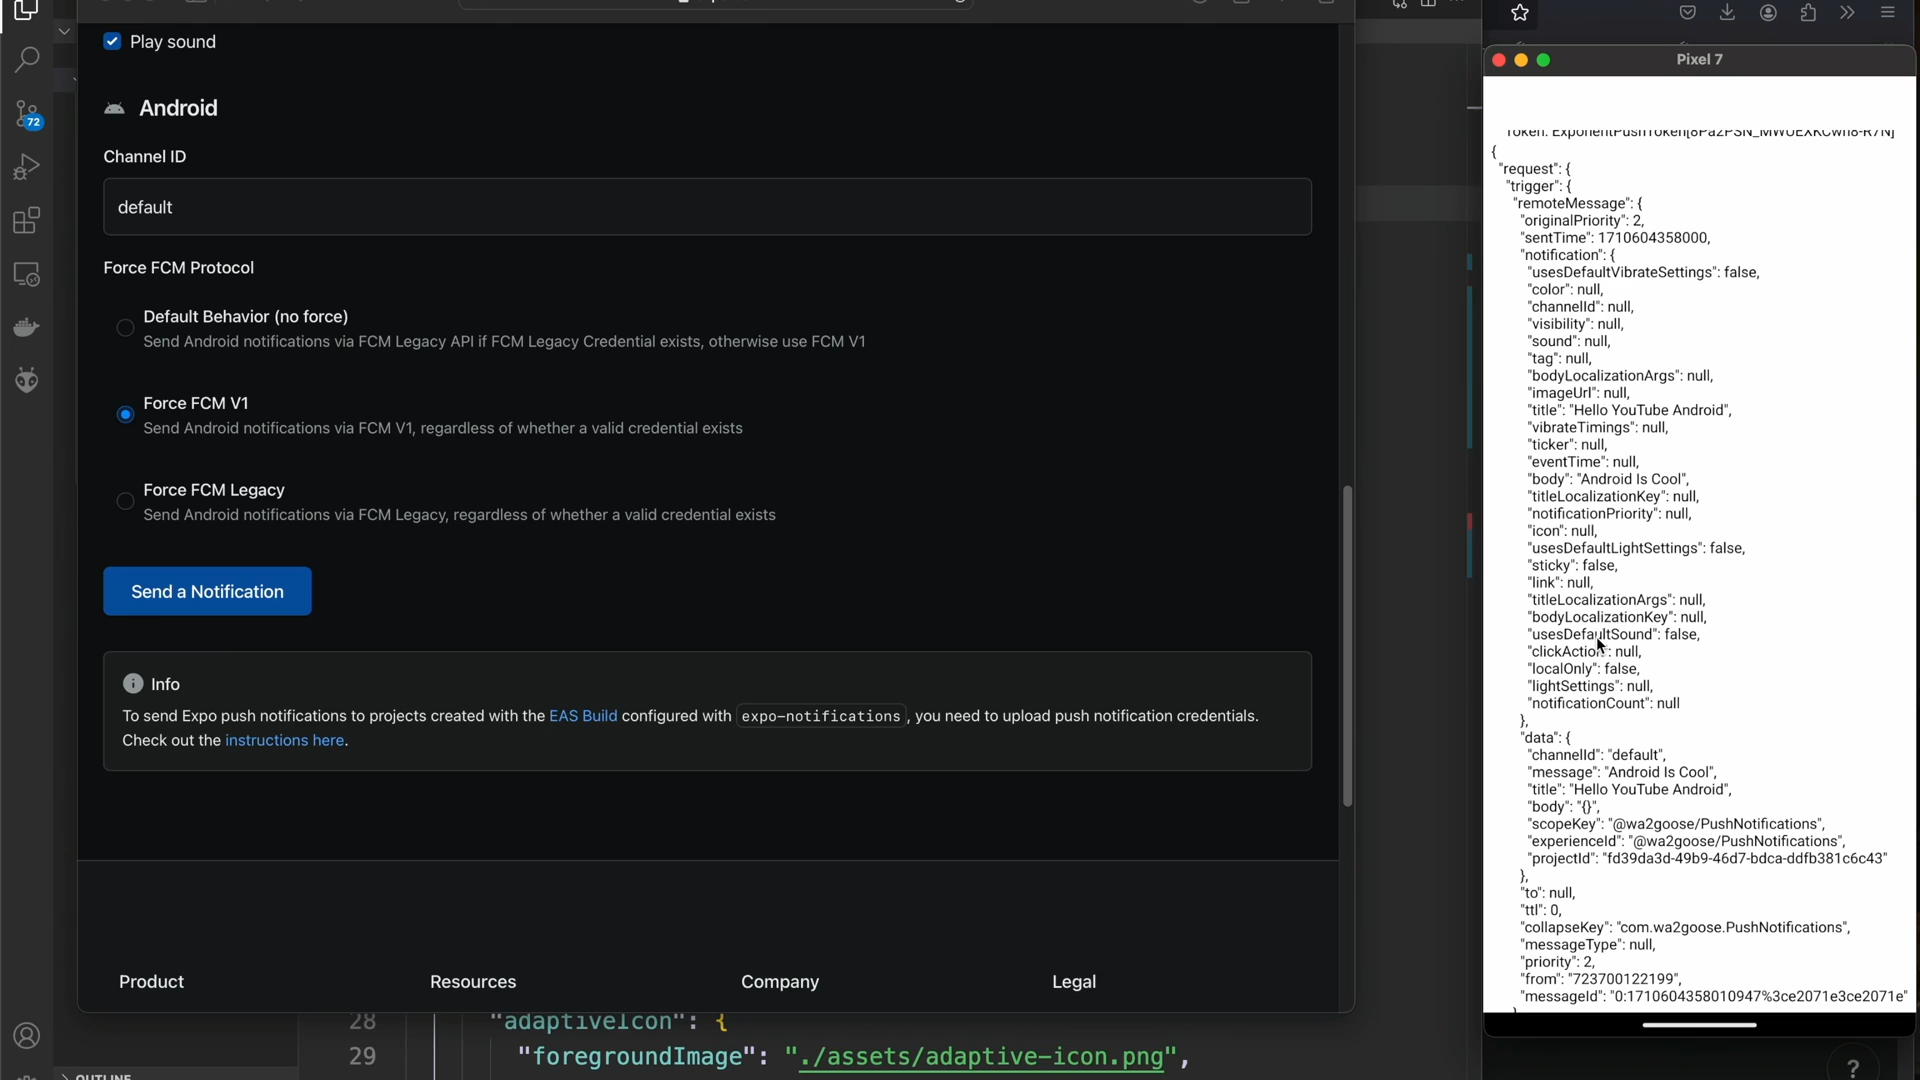 Play sound
Android
Channel ID
default
Force FCM Protocol
Default Behavior (no force)
Send Android notifications via FCM Legacy API if FCM Legacy Credential exists, otherwise use FCM V1
Force FCM V1
Send Android notifications via FCM V1, regardless of whether a valid credential exists
Force FCM Legacy
Send Android notifications via FCM Legacy, regardless of whether a valid credential exists
Send a Notification
Info
To send Expo push notifications to projects created with the EAS Build configured with expo-notifications, you need to upload push notification credentials.
Check out the instructions here.
Product Resources Company Legal
72
28 "adaptiveIcon": {
29 "foregroundImage": "./assets/adaptive-icon.png",
OUTLINE
Pixel 7
{
"request": {
"trigger": {
"remoteMessage": {
"originalPriority": 2,
"sentTime": 1710604358000,
"notification": {
"usesDefaultVibrateSettings": false,
"color": null,
"channelId": null,
"visibility": null,
"sound": null,
"tag": null,
"bodyLocalizationArgs": null,
"imageUrl": null,
"title": "Hello YouTube Android",
"vibrateTimings": null,
"ticker": null,
"eventTime": null,
"body": "Android Is Cool",
"titleLocalizationKey": null,
"notificationPriority": null,
"icon": null,
"usesDefaultLightSettings": false,
"sticky": false,
"link": null,
"titleLocalizationArgs": null,
"bodyLocalizationKey": null,
"usesDefaultSound": false,
"clickAction": null,
"localOnly": false,
"lightSettings": null,
"notificationCount": null
},
"data": {
"channelId": "default",
"message": "Android Is Cool",
"title": "Hello YouTube Android",
"body": "{}",
"scopeKey": "@wa2goose/PushNotifications",
"experienceId": "@wa2goose/PushNotifications",
"projectId": "fd39da3d-49b9-46d7-bdca-ddfb381c6c43"
},
"to": null,
"ttl": 0,
"collapseKey": "com.wa2goose.PushNotifications",
"messageType": null,
"priority": 2,
"from": "723700122199",
"messageId": "0:1710604358010947%3ce2071e3ce2071e"
?